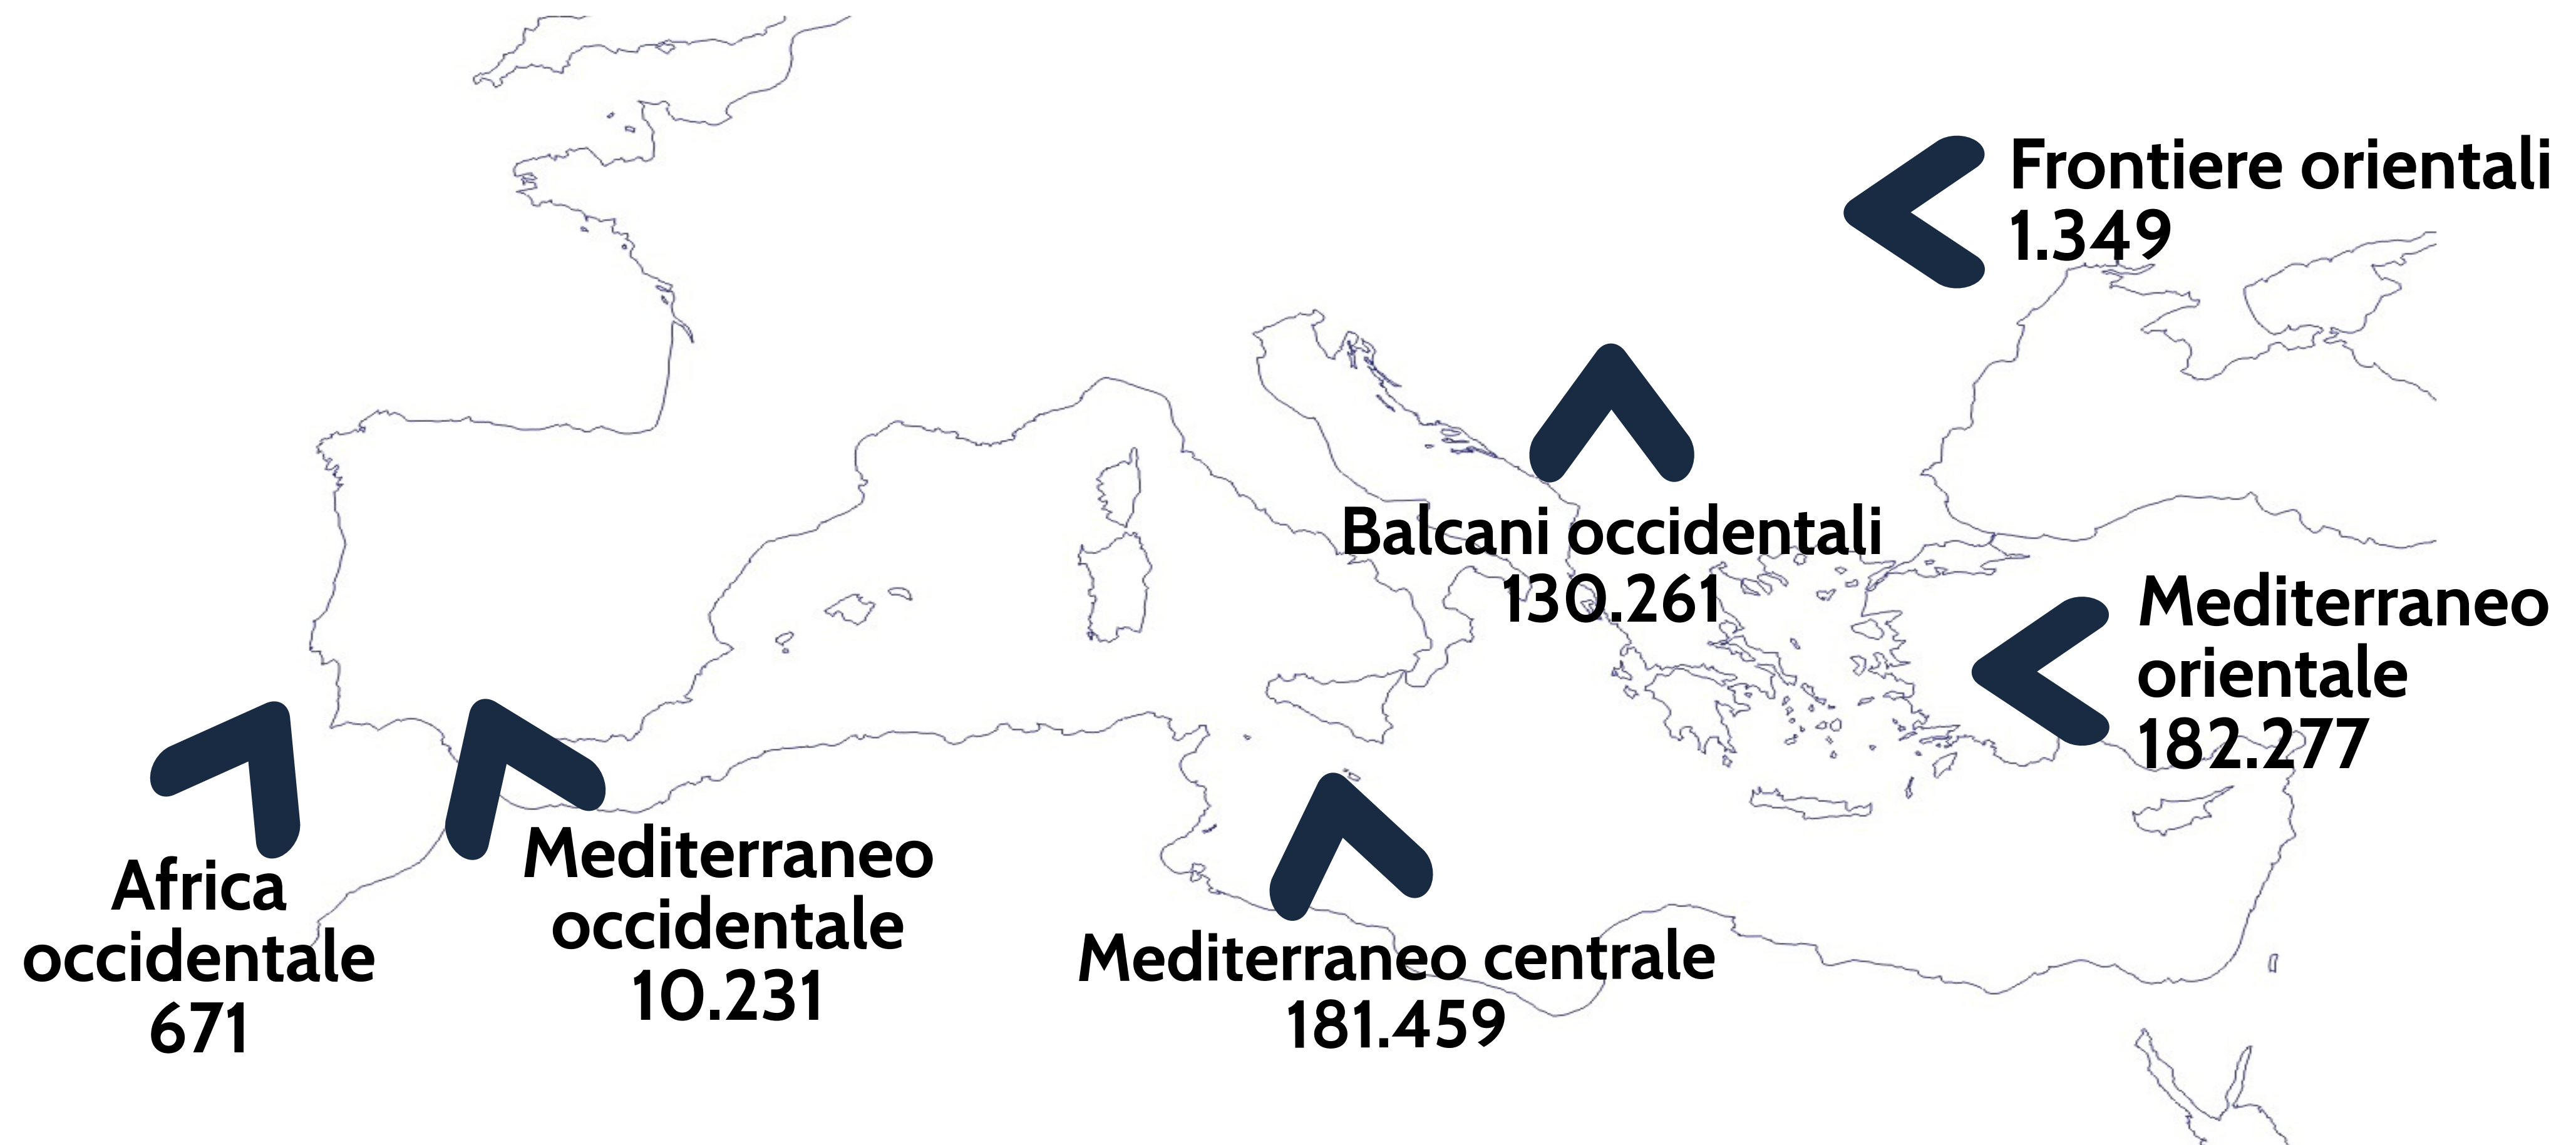 Frontiere orientali
1.349
Balcani occidentali
130.261
Mediterraneo
orientale
182.277
Africa
occidentale
671
Mediterraneo
occidentale
10.231
Mediterraneo centrale
181.459